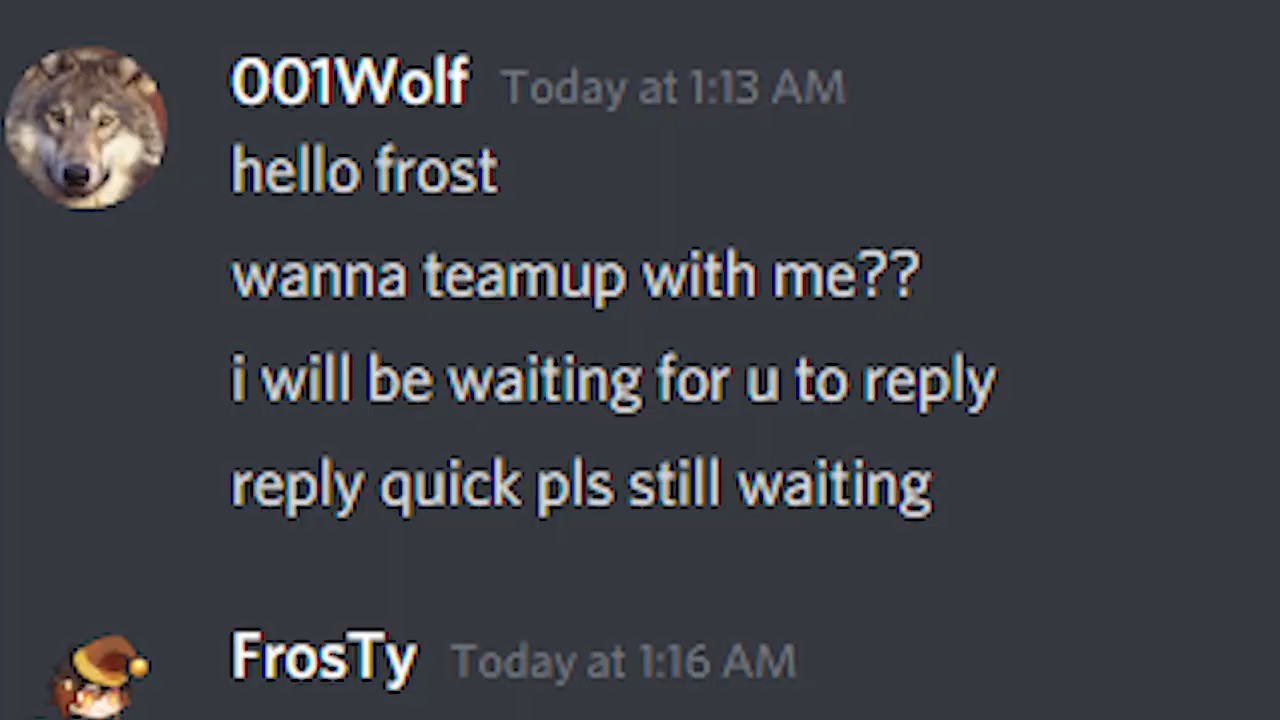 001Wolf Today at 1:13 AM
hello frost
wanna teamup with me??
i will be waiting for u to reply
reply quick pls still waiting
FrosTy Today at 1:16 AM